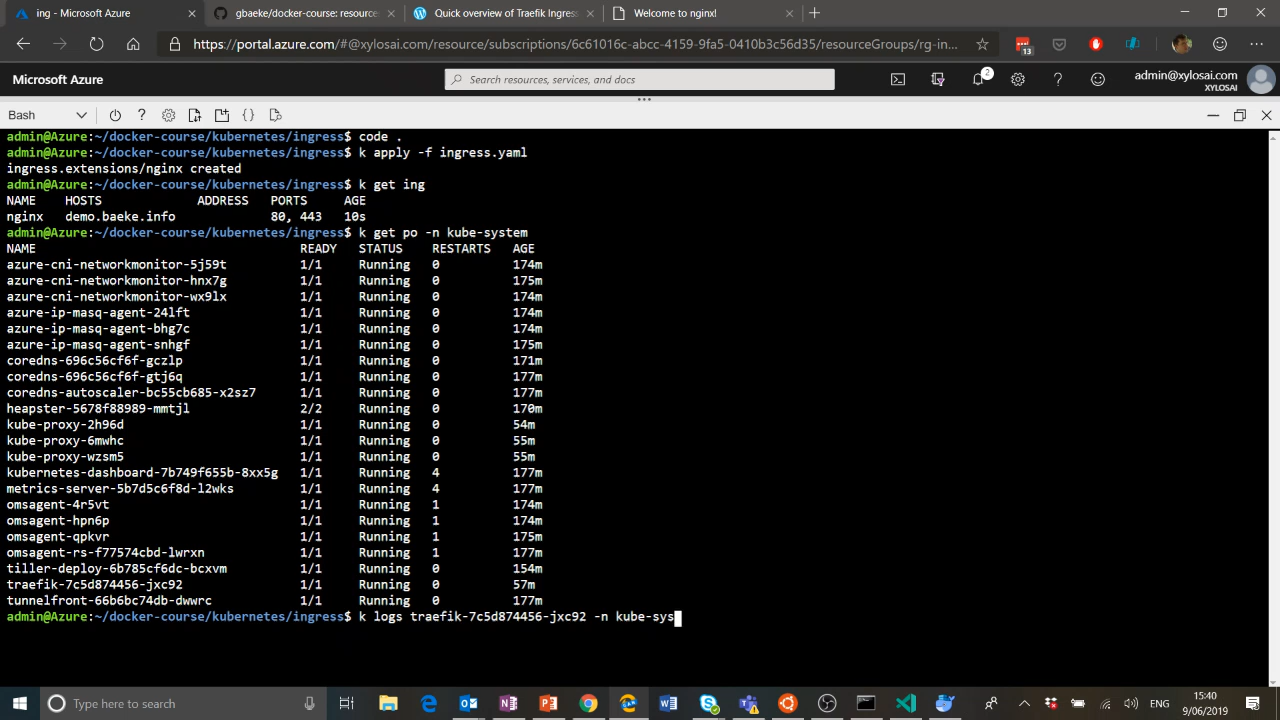 ing - Microsoft Azure
gbaeke/docker-course: resource
Quick overview of Traefik Ingress
Welcome to nginx!
https://portal.azure.com/#@xylosai.com/resource/subscriptions/6c61016c-abcc-4159-9fa5-0410b3c56d35/resourceGroups/rg-in...
13
Microsoft Azure
Search resources, services, and docs
2
admin@xylosai.com
XYLOSAI
Bash
admin@Azure:~/docker-course/kubernetes/ingress$ code .
admin@Azure:~/docker-course/kubernetes/ingress$ k apply -f ingress.yaml
ingress.extensions/nginx created
admin@Azure:~/docker-course/kubernetes/ingress$ k get ing
NAME HOSTS ADDRESS PORTS AGE
nginx demo.baeke.info 80, 443 10s
admin@Azure:~/docker-course/kubernetes/ingress$ k get po -n kube-system
NAME READY STATUS RESTARTS AGE
azure-cni-networkmonitor-5j59t 1/1 Running 0 174m
azure-cni-networkmonitor-hnx7g 1/1 Running 0 175m
azure-cni-networkmonitor-wx9lx 1/1 Running 0 174m
azure-ip-masq-agent-24lft 1/1 Running 0 174m
azure-ip-masq-agent-bhg7c 1/1 Running 0 174m
azure-ip-masq-agent-snhgf 1/1 Running 0 175m
coredns-696c56cf6f-gczlp 1/1 Running 0 171m
coredns-696c56cf6f-gtj6q 1/1 Running 0 177m
coredns-autoscaler-bc55cb685-x2sz7 1/1 Running 0 177m
heapster-5678f88989-mmtjl 2/2 Running 0 170m
kube-proxy-2h96d 1/1 Running 0 54m
kube-proxy-6mwhc 1/1 Running 0 55m
kube-proxy-wzsm5 1/1 Running 0 55m
kubernetes-dashboard-7b749f655b-8xx5g 1/1 Running 4 177m
metrics-server-5b7d5c6f8d-l2wks 1/1 Running 4 177m
omsagent-4r5vt 1/1 Running 1 174m
omsagent-hpn6p 1/1 Running 1 174m
omsagent-qpkvr 1/1 Running 1 175m
omsagent-rs-f77574cbd-lwrxn 1/1 Running 1 177m
tiller-deploy-6b785cf6dc-bcxvm 1/1 Running 0 154m
traefik-7c5d874456-jxc92 1/1 Running 0 57m
tunnelfront-66b6bc74db-dwwrc 1/1 Running 0 177m
admin@Azure:~/docker-course/kubernetes/ingress$ k logs traefik-7c5d874456-jxc92 -n kube-sys
Type here to search
ENG
15:40
9/06/2019